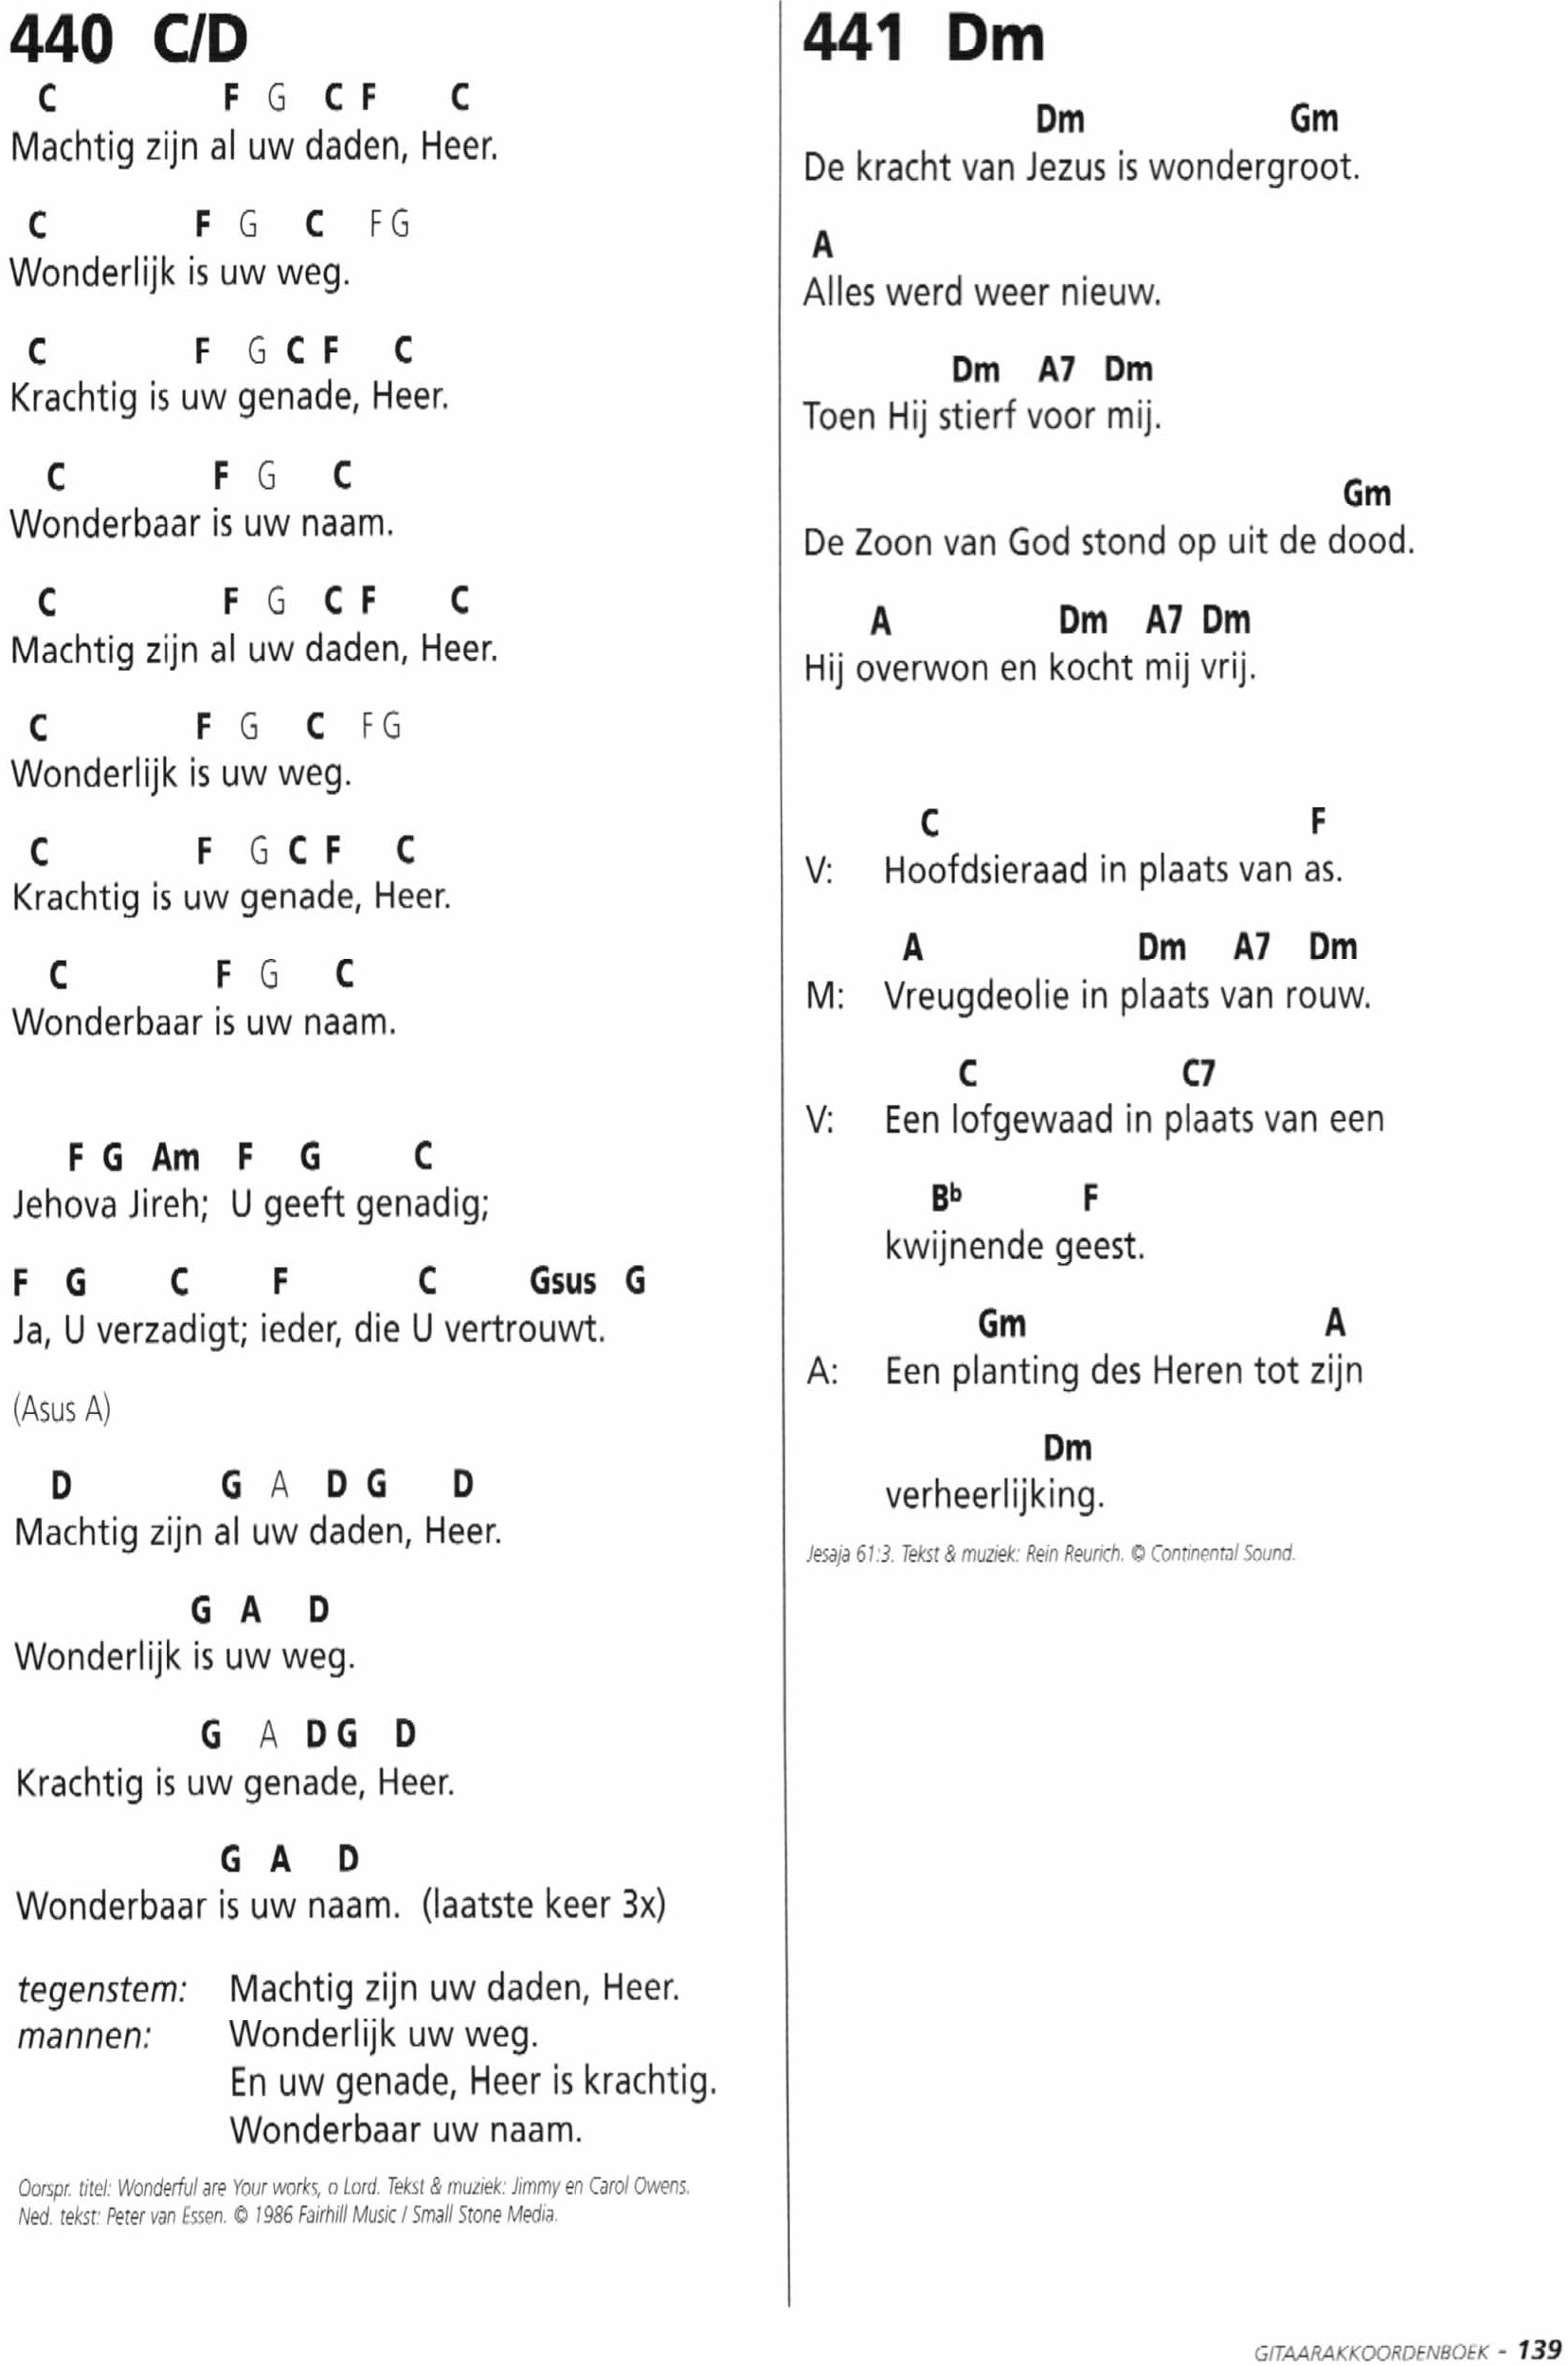 440 C/D
C F G C F C
Machtig zijn al uw daden, Heer.
C F G C F G
Wonderlijk is uw weg.
C F G C F C
Krachtig is uw genade, Heer.
C F G C
Wonderbaar is uw naam.
C F G C F C
Machtig zijn al uw daden, Heer.
C F G C F G
Wonderlijk is uw weg.
C F G C F C
Krachtig is uw genade, Heer.
C F G C
Wonderbaar is uw naam.
F G Am F G C
Jehova Jireh; U geeft genadig;
F G C F C Gsus G
Ja, U verzadigt; ieder, die U vertrouwt.
(Asus A)
D G A D G D
Machtig zijn al uw daden, Heer.
G A D
Wonderlijk is uw weg.
G A D G D
Krachtig is uw genade, Heer.
G A D
Wonderbaar is uw naam. (laatste keer 3x)
tegenstem: Machtig zijn uw daden, Heer.
mannen: Wonderlijk uw weg.
En uw genade, Heer is krachtig.
Wonderbaar uw naam.
Oorspr. titel: Wonderful are Your works, o Lord. Tekst & muziek: Jimmy en Carol Owens.
Ned. tekst: Peter van Essen. © 1986 Fairhill Music / Small Stone Media.
441 Dm
Dm Gm
De kracht van Jezus is wondergroot.
A
Alles werd weer nieuw.
Dm A7 Dm
Toen Hij stierf voor mij.
Gm
De Zoon van God stond op uit de dood.
A Dm A7 Dm
Hij overwon en kocht mij vrij.
C F
V: Hoofdsieraad in plaats van as.
A Dm A7 Dm
M: Vreugdeolie in plaats van rouw.
C C7
V: Een lofgewaad in plaats van een
Bb F
kwijnende geest.
Gm A
A: Een planting des Heren tot zijn
Dm
verheerlijking.
Jesaja 61:3. Tekst & muziek: Rein Reurich. © Continental Sound.
GITAARAKKOORDENBOEK - 139